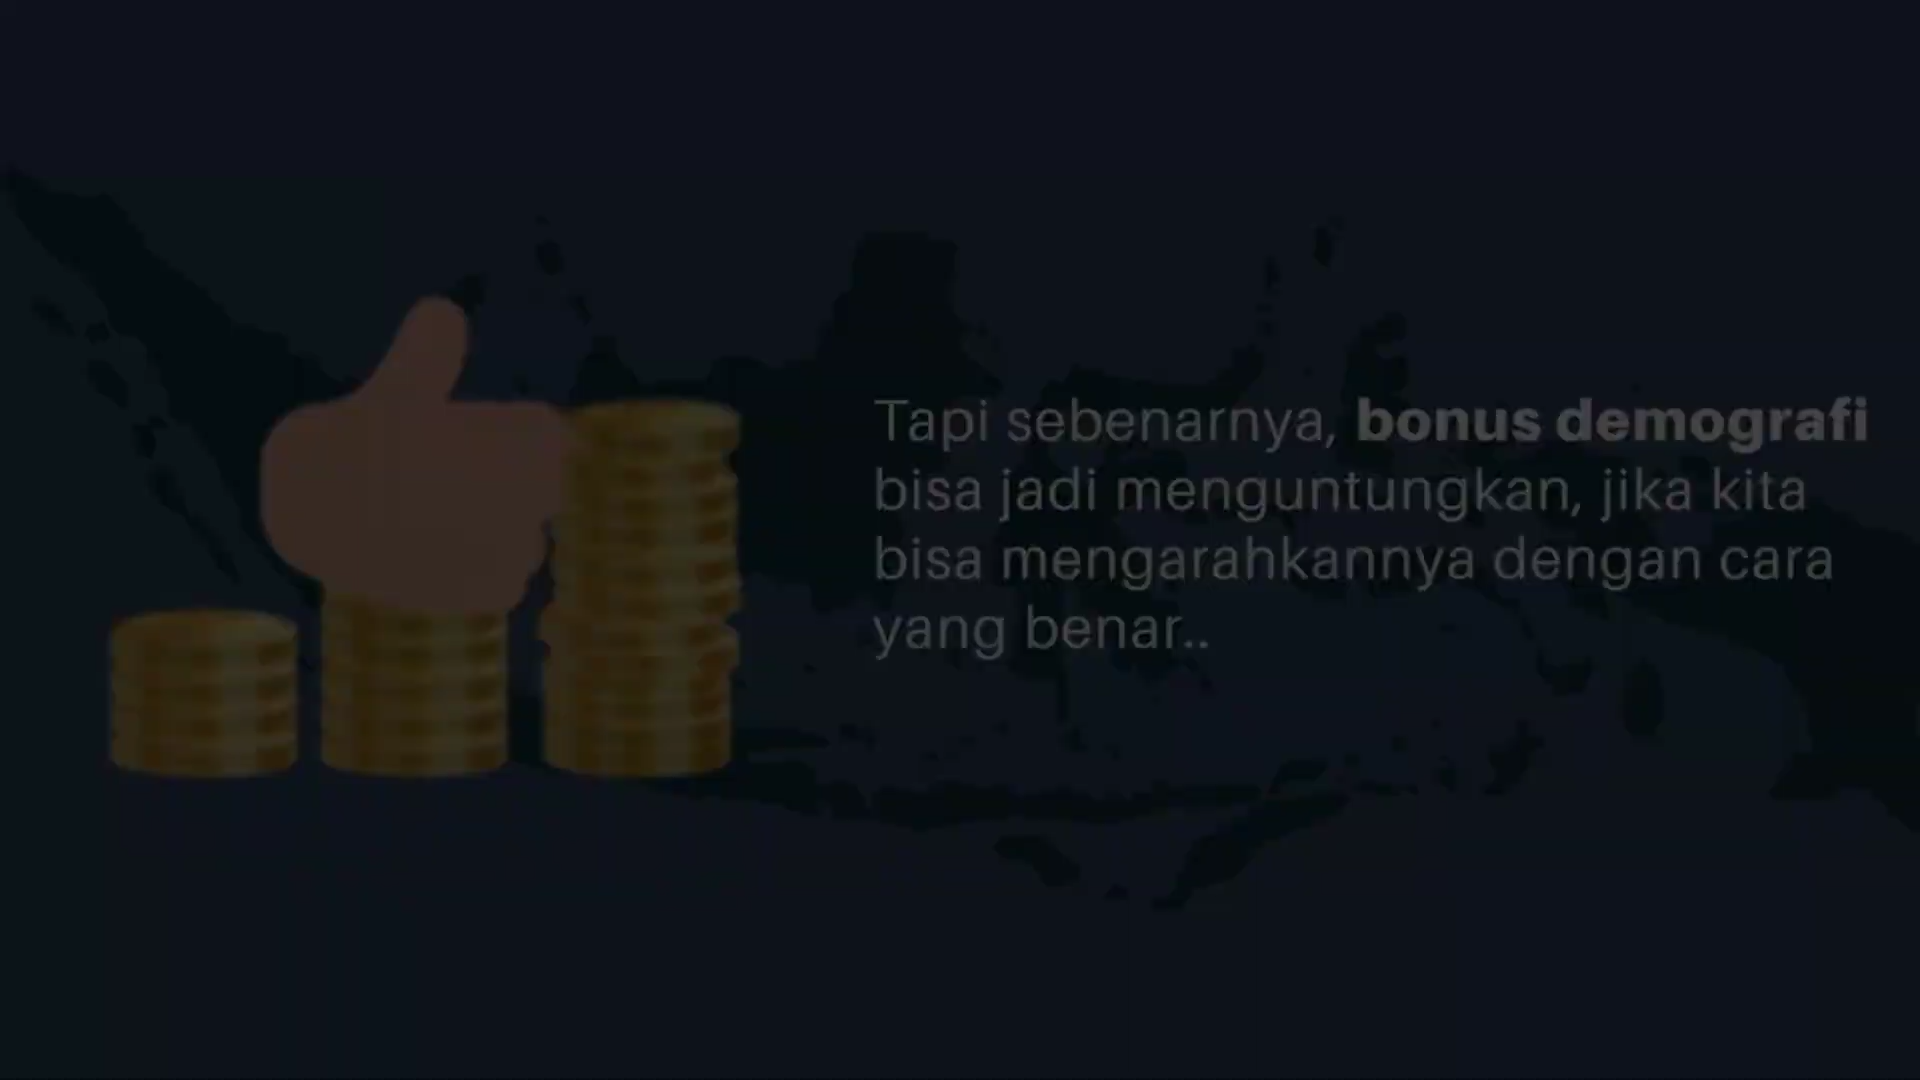 Tapi sebenarnya, bonus demografi
bisa jadi menguntungkan, jika kita
bisa mengarahkannya dengan cara
yang benar..